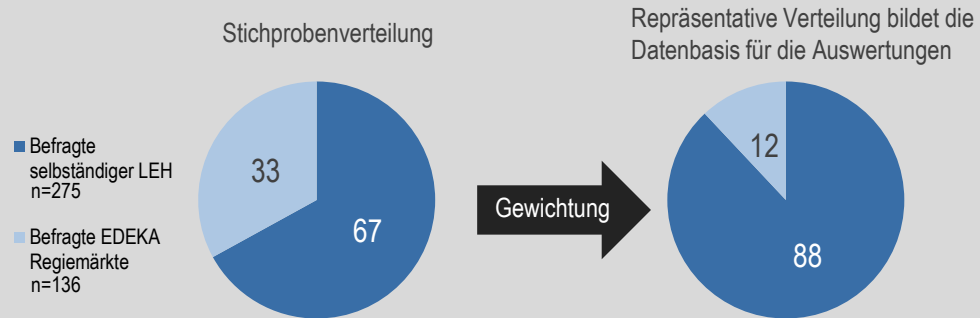 Stichprobenverteilung
Repräsentative Verteilung bildet die
Datenbasis für die Auswertungen
Befragte
selbständiger LEH
n=275
Befragte EDEKA
Regiemärkte
n=136
33
67
Gewichtung
12
88